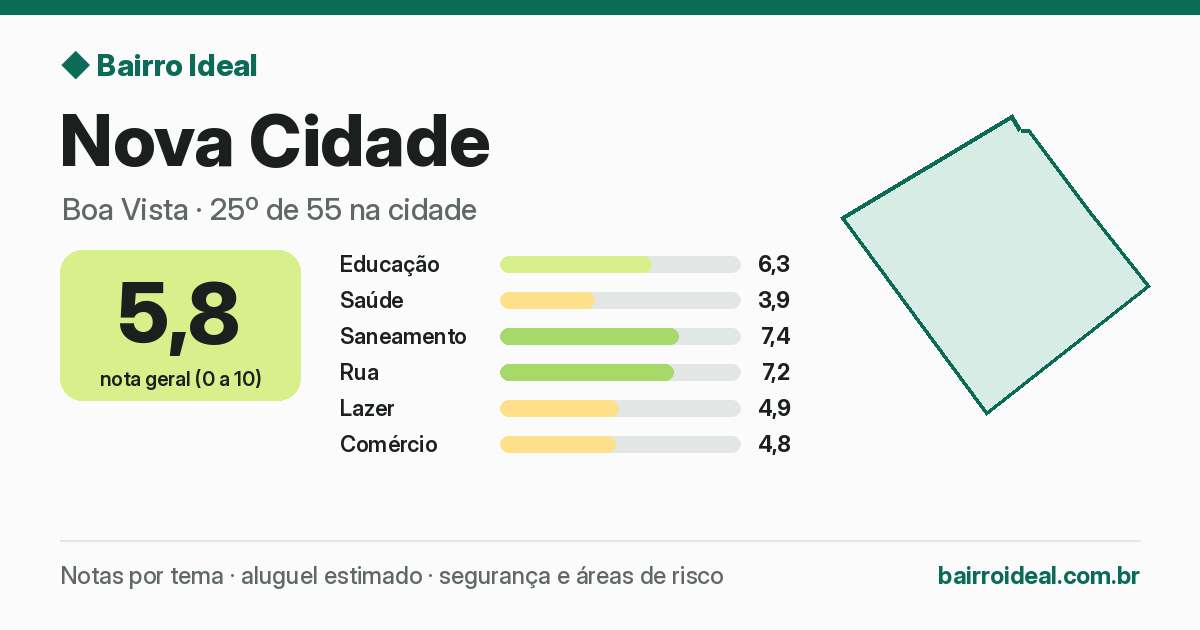 Bairro Ideal
Nova Cidade
Boa Vista · 25º de 55 na cidade
5,8
nota geral (0 a 10)
Educação 6,3
Saúde 3,9
Saneamento 7,4
Rua 7,2
Lazer 4,9
Comércio 4,8
Notas por tema · aluguel estimado · segurança e áreas de risco
bairroideal.com.br